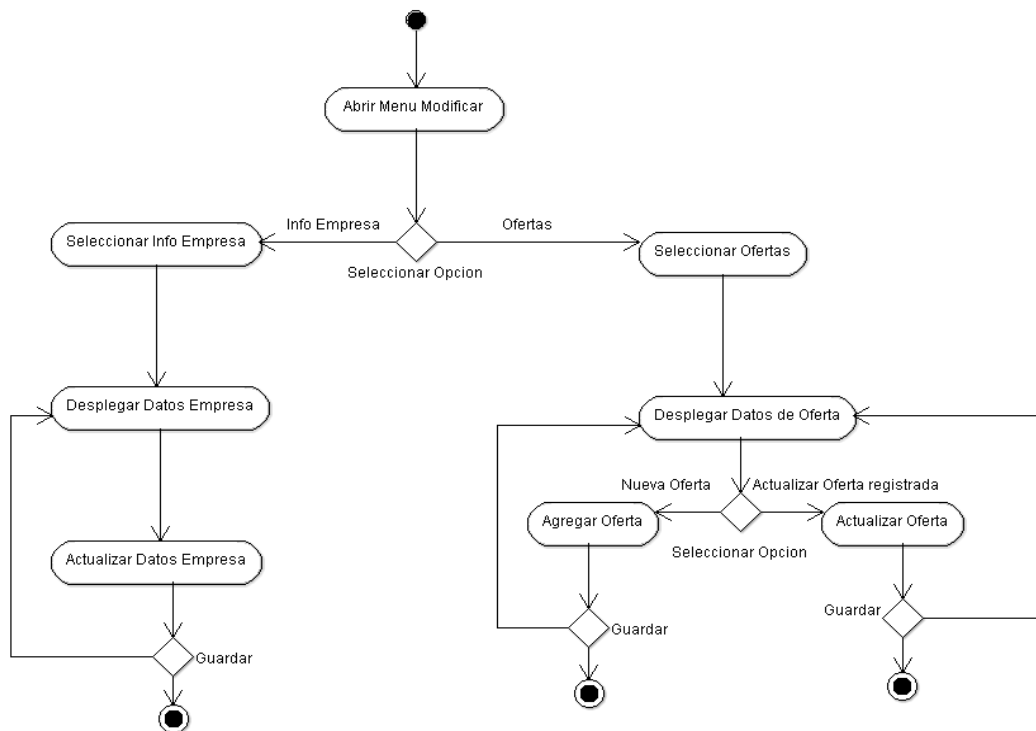 Abrir Menu Modificar
Info Empresa
Ofertas
Seleccionar Info Empresa
Seleccionar Ofertas
Seleccionar Opcion
Desplegar Datos Empresa
Desplegar Datos de Oferta
Nueva Oferta
Actualizar Oferta registrada
Agregar Oferta
Actualizar Oferta
Seleccionar Opcion
Actualizar Datos Empresa
Guardar
Guardar
Guardar